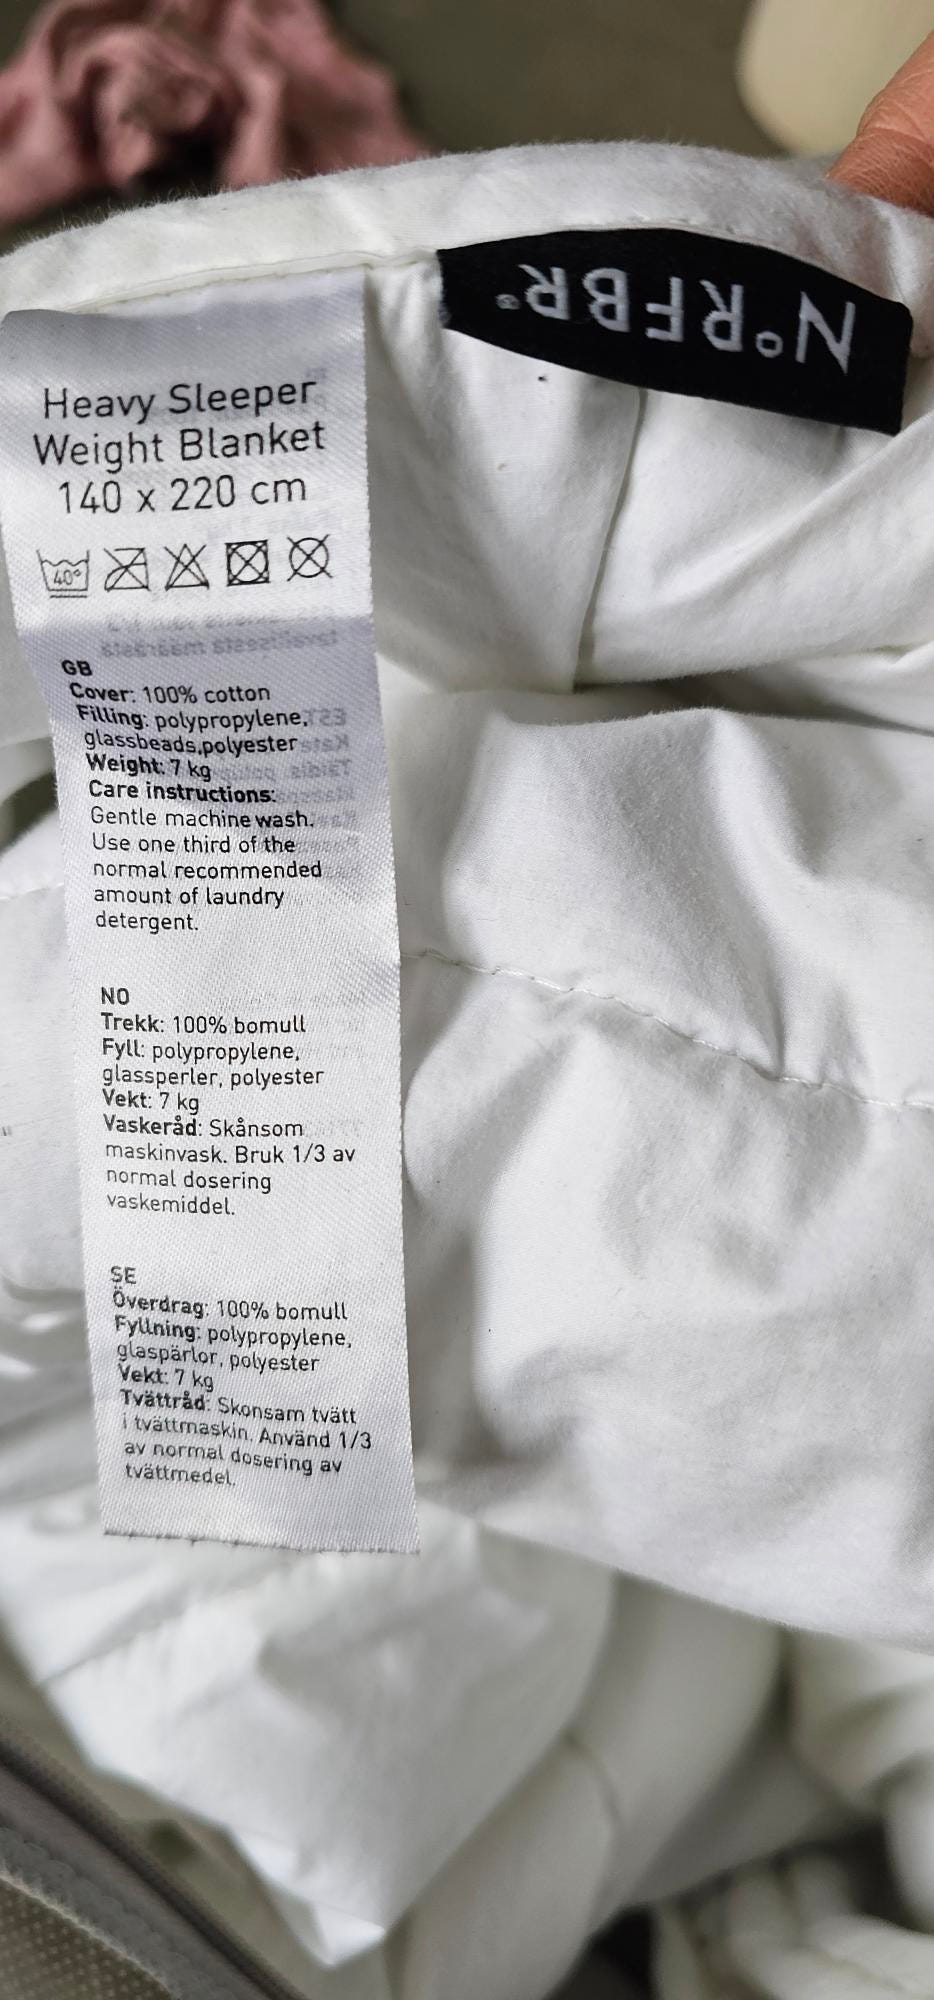 N°RFBR®
Heavy Sleeper
Weight Blanket
140 x 220 cm
40°
GB
Cover: 100% cotton
Filling: polypropylene,
glassbeads,polyester
Weight: 7 kg
Care instructions:
Gentle machine wash.
Use one third of the
normal recommended
amount of laundry
detergent.
NO
Trekk: 100% bomull
Fyll: polypropylene,
glassperler, polyester
Vekt: 7 kg
Vaskeråd: Skånsom
maskinvask. Bruk 1/3 av
normal dosering
vaskemiddel.
SE
Överdrag: 100% bomull
Fyllning: polypropylene,
glaspärlor, polyester
Vekt: 7 kg
Tvättråd: Skonsam tvätt
i tvättmaskin. Använd 1/3
av normal dosering av
tvättmedel.